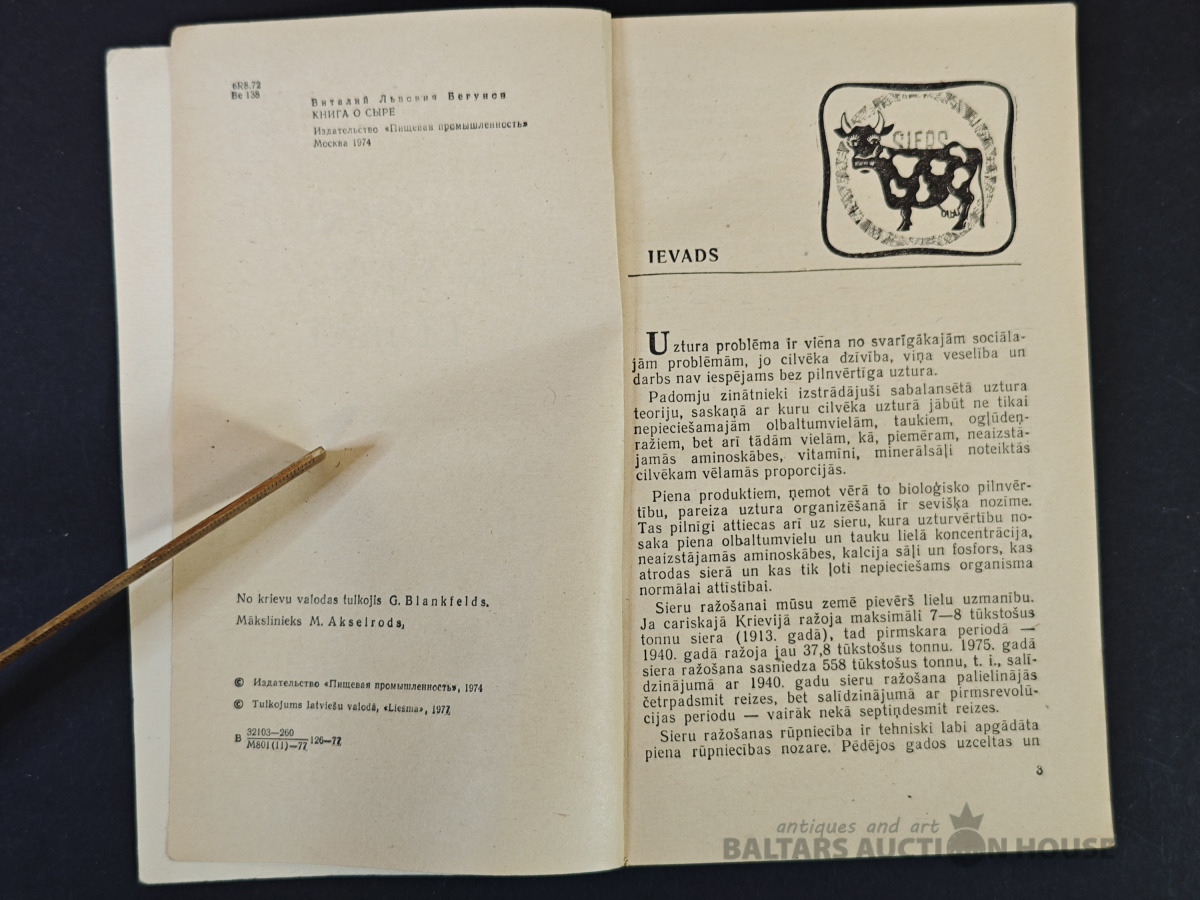 6R8.72
Be 138
Виталий Львович Бегунов
КНИГА О СЫРЕ
Издательство «Пищевая промышленность»
Москва 1974
No krievu valodas tulkojis G. Blankfelds.
Mākslinieks M. Akselrods.
© Издательство «Пищевая промышленность», 1974
© Tulkojums latviešu valodā, «Liesma», 1977
В 32103—260
М801(11)—77 126—77
SIERS
IEVADS
Uztura problēma ir viena no svarīgākajām sociāla-
jām problēmām, jo cilvēka dzīvība, viņa veselība un
darbs nav iespējams bez pilnvērtīga uztura.
Padomju zinātnieki izstrādājuši sabalansētā uztura
teoriju, saskaņā ar kuru cilvēka uzturā jābūt ne tikai
nepieciešamajām olbaltumvielām, taukiem, ogļūdeņ-
ražiem, bet arī tādām vielām, kā, piemēram, neaizstā-
jamās aminoskābes, vitamīni, minerālsāļi noteiktās
cilvēkam vēlamās proporcijās.
Piena produktiem, ņemot vērā to bioloģisko pilnvēr-
tību, pareiza uztura organizēšanā ir sevišķa nozīme.
Tas pilnīgi attiecas arī uz sieru, kura uzturvērtību no-
saka piena olbaltumvielu un tauku lielā koncentrācija,
neaizstājamās aminoskābes, kalcija sāļi un fosfors, kas
atrodas sierā un kas tik ļoti nepieciešams organisma
normālai attīstībai.
Sieru ražošanai mūsu zemē pievērš lielu uzmanību.
Ja cariskajā Krievijā ražoja maksimāli 7—8 tūkstošus
tonnu siera (1913. gadā), tad pirmskara periodā —
1940. gadā ražoja jau 37,8 tūkstošus tonnu. 1975. gadā
siera ražošana sasniedza 558 tūkstošus tonnu, t. i., salī-
dzinājumā ar 1940. gadu sieru ražošana palielinājās
četrpadsmit reizes, bet salīdzinājumā ar pirmsrevolū-
cijas periodu — vairāk nekā septiņdesmit reizes.
Sieru ražošanas rūpniecība ir tehniski labi apgādāta
piena rūpniecības nozare. Pēdējos gados uzceltas un
3
antiques and art
BALTARS AUCTION HOUSE